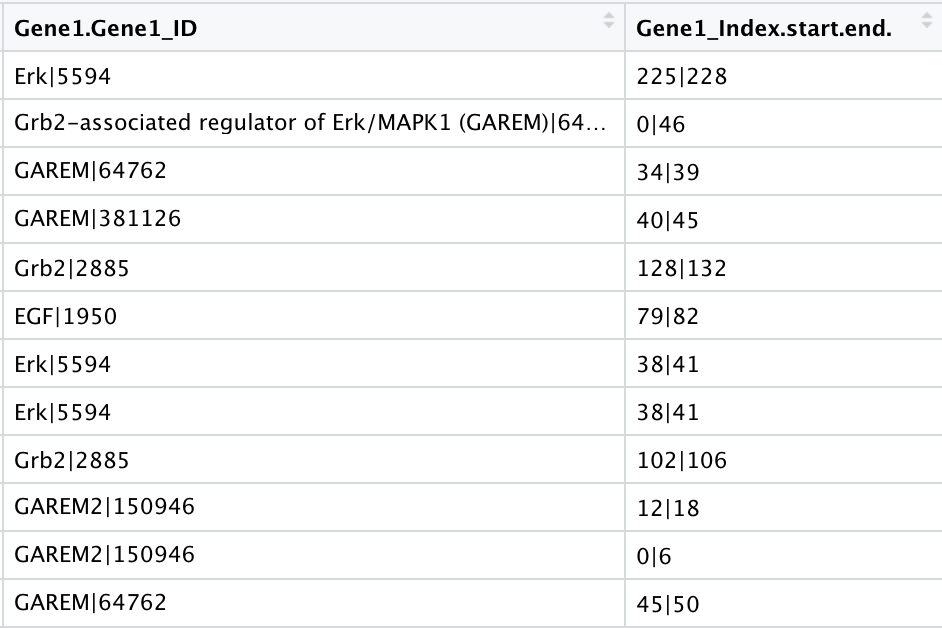 Gene1.Gene1_ID Gene1_Index.start.end.
Erk|5594 225|228
Grb2-associated regulator of Erk/MAPK1 (GAREM)|64... 0|46
GAREM|64762 34|39
GAREM|381126 40|45
Grb2|2885 128|132
EGF|1950 79|82
Erk|5594 38|41
Erk|5594 38|41
Grb2|2885 102|106
GAREM2|150946 12|18
GAREM2|150946 0|6
GAREM|64762 45|50